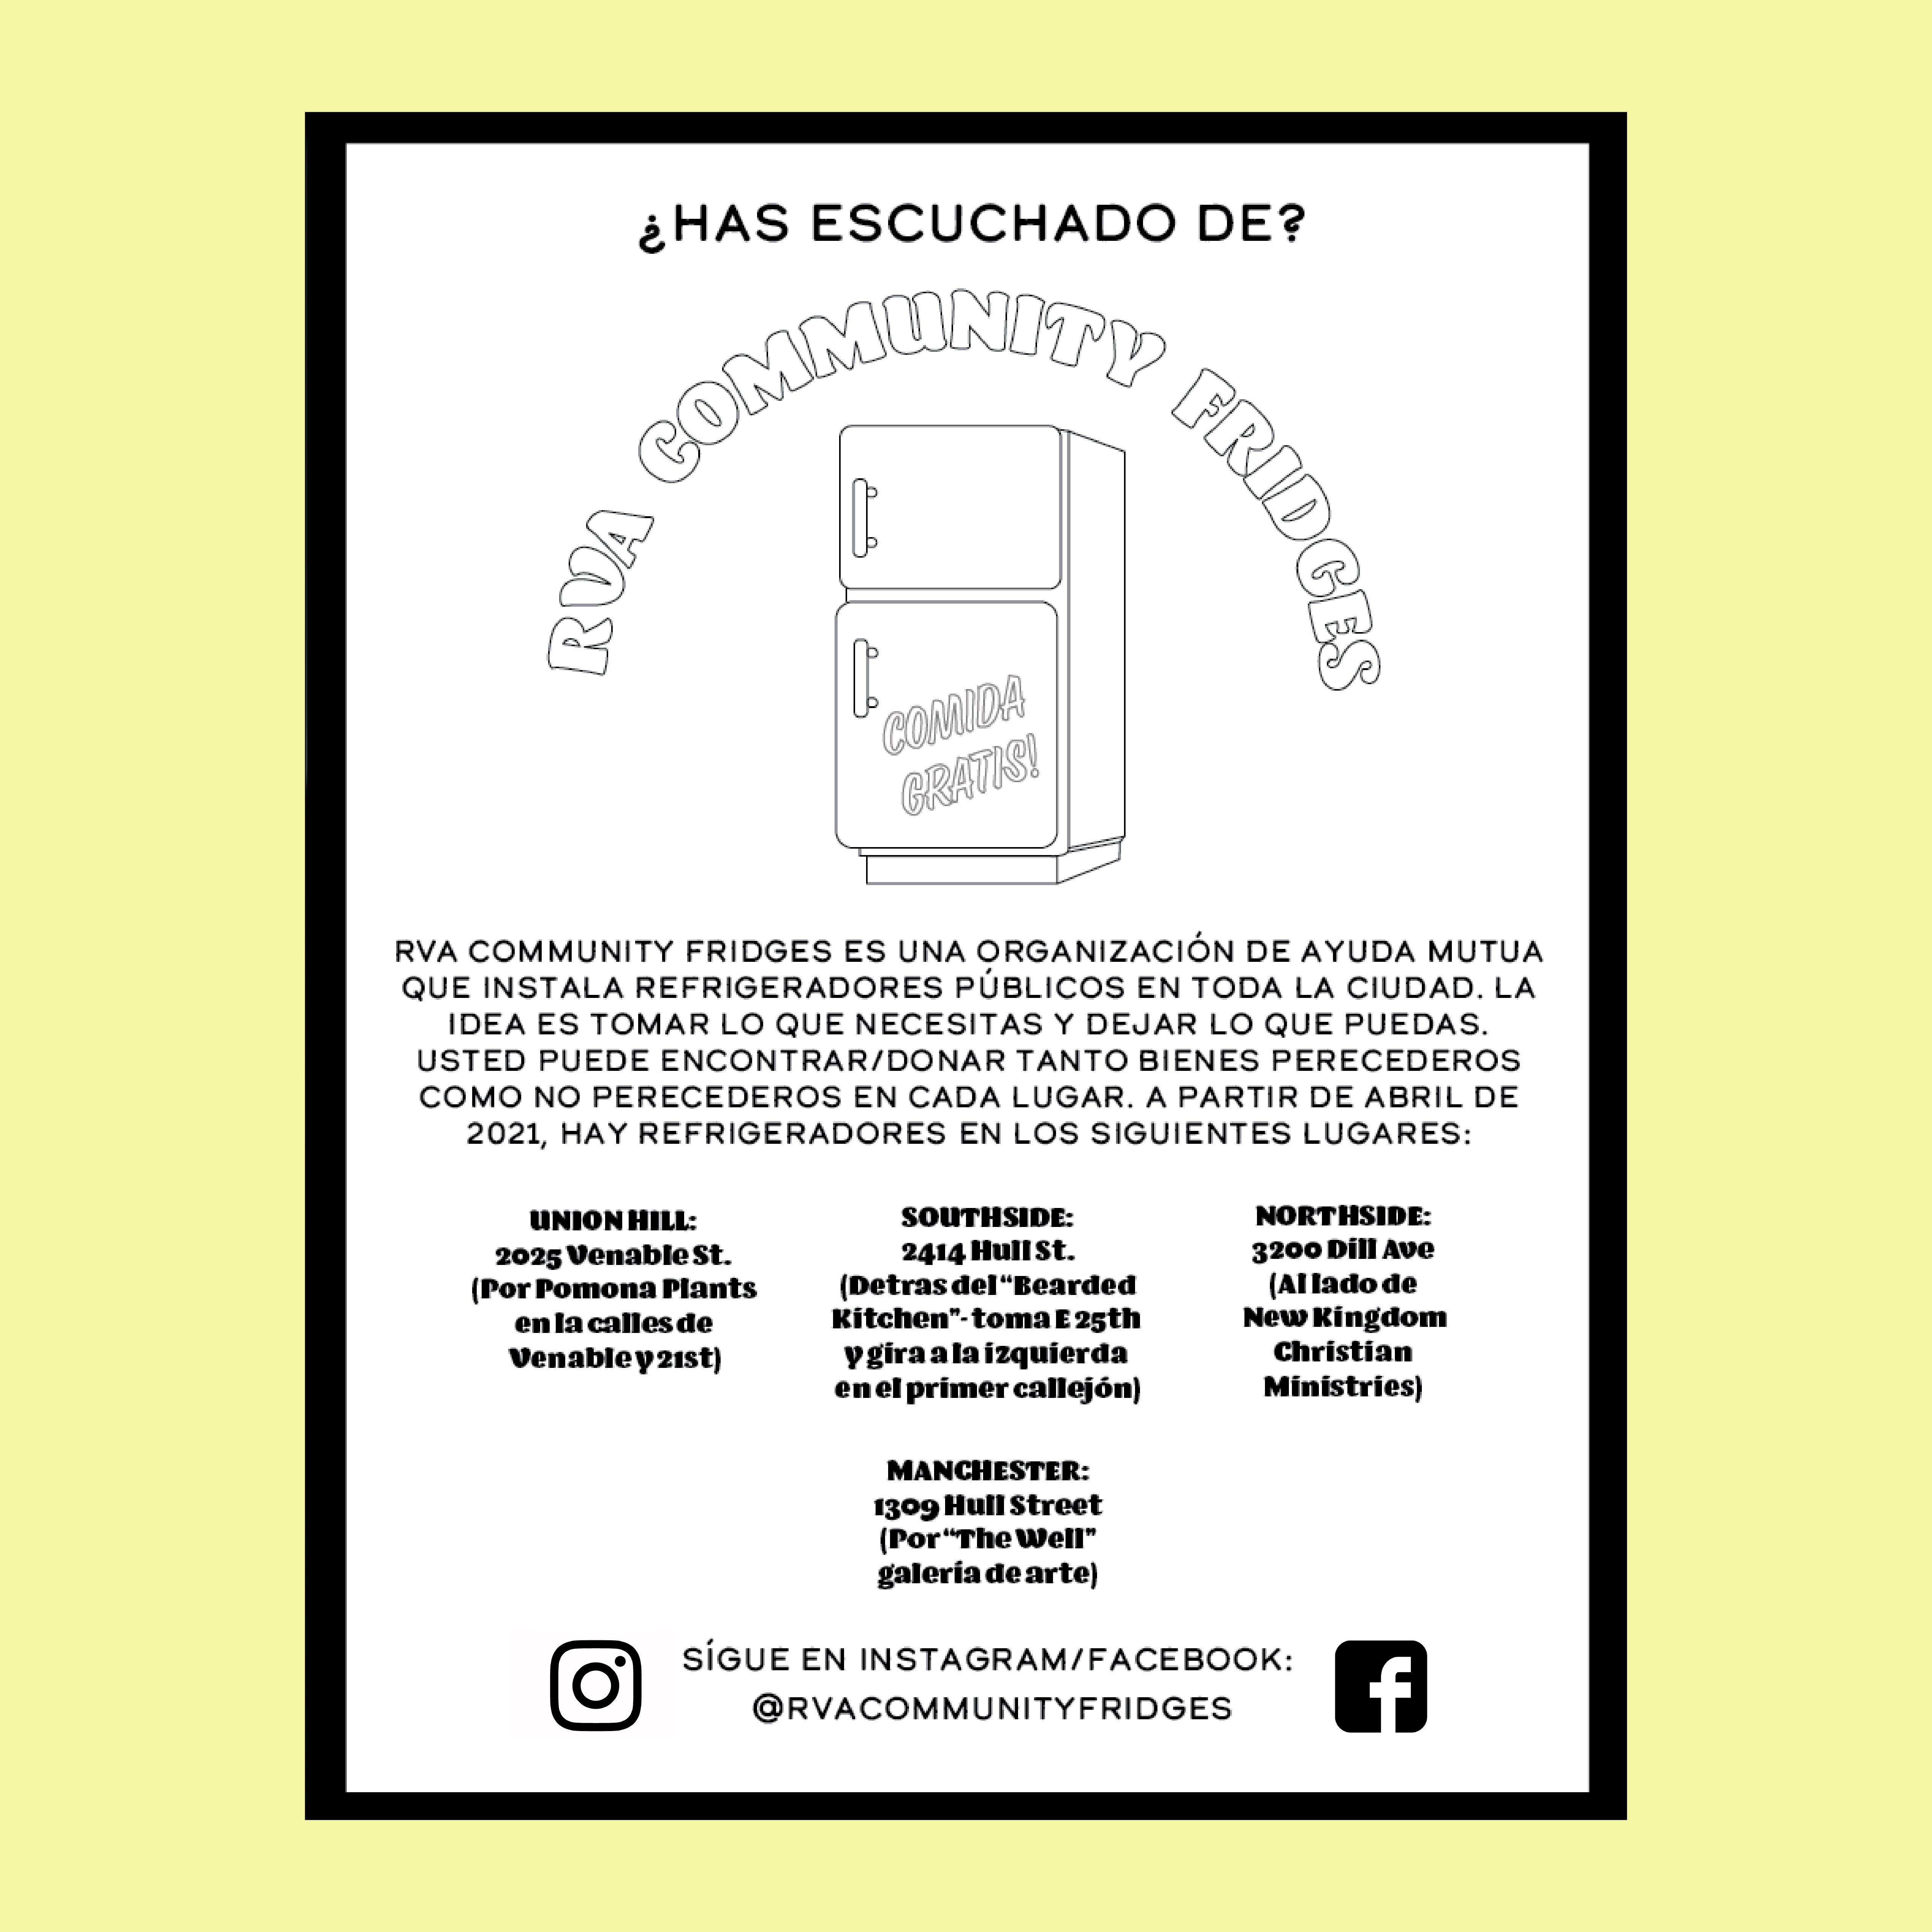 ¿HAS ESCUCHADO DE?
RVA COMMUNITY FRIDGES
COMIDA
GRATIS!
RVA COMMUNITY FRIDGES ES UNA ORGANIZACIÓN DE AYUDA MUTUA
QUE INSTALA REFRIGERADORES PÚBLICOS EN TODA LA CIUDAD. LA
IDEA ES TOMAR LO QUE NECESITAS Y DEJAR LO QUE PUEDAS.
USTED PUEDE ENCONTRAR/DONAR TANTO BIENES PERECEDEROS
COMO NO PERECEDEROS EN CADA LUGAR. A PARTIR DE ABRIL DE
2021, HAY REFRIGERADORES EN LOS SIGUIENTES LUGARES:
UNION HILL:
2025 Venable St.
(Por Pomona Plants
en la calles de
Venable y 21st)
SOUTHSIDE:
2414 Hull St.
(Detras del “Bearded
Kitchen”- toma E 25th
y gira a la izquierda
en el primer callejón)
NORTHSIDE:
3200 Dill Ave
(Al lado de
New Kingdom
Christian
Ministries)
MANCHESTER:
1309 Hull Street
(Por “The Well”
galería de arte)
SÍGUE EN INSTAGRAM/FACEBOOK:
@RVACOMMUNITYFRIDGES